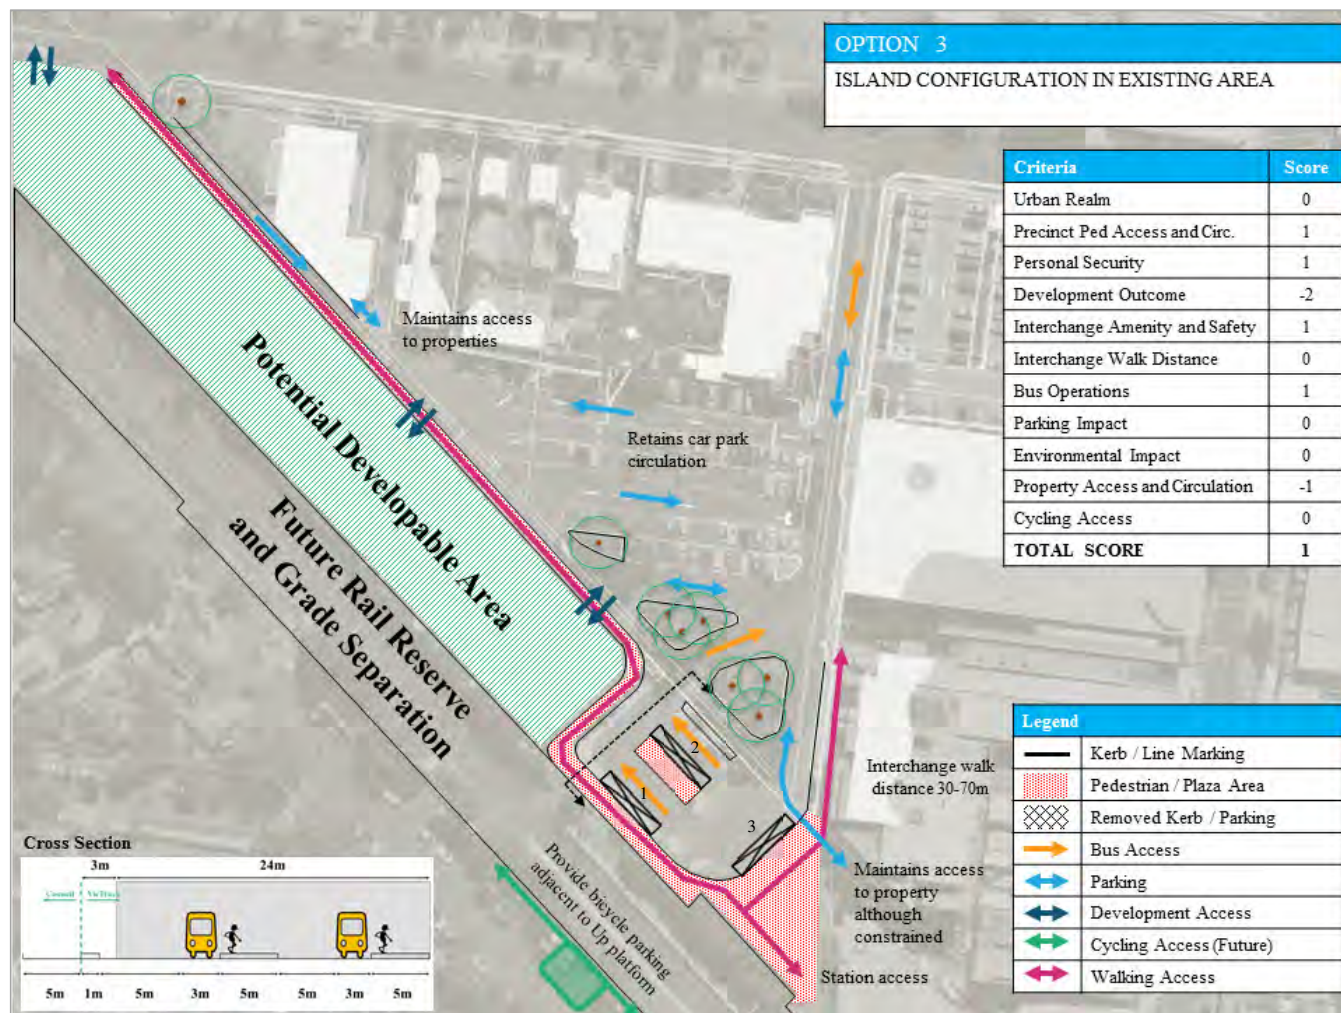 OPTION 3
ISLAND CONFIGURATION IN EXISTING AREA
Criteria Score
Urban Realm 0
Precinct Ped Access and Circ. 1
Personal Security 1
Development Outcome -2
Interchange Amenity and Safety 1
Interchange Walk Distance 0
Bus Operations 1
Parking Impact 0
Environmental Impact 0
Property Access and Circulation -1
Cycling Access 0
TOTAL SCORE 1
Maintains access
to properties
Retains car park
circulation
Potential Developable Area
Future Rail Reserve
and Grade Separation
1
2
3
Interchange walk
distance 30-70m
Maintains access
to property
although
constrained
Station access
Provide bicycle parking
adjacent to Up platform
Legend
Kerb / Line Marking
Pedestrian / Plaza Area
Removed Kerb / Parking
Bus Access
Parking
Development Access
Cycling Access (Future)
Walking Access
Cross Section
3m 24m
Council VicTrack
5m 1m 5m 3m 5m 5m 3m 5m